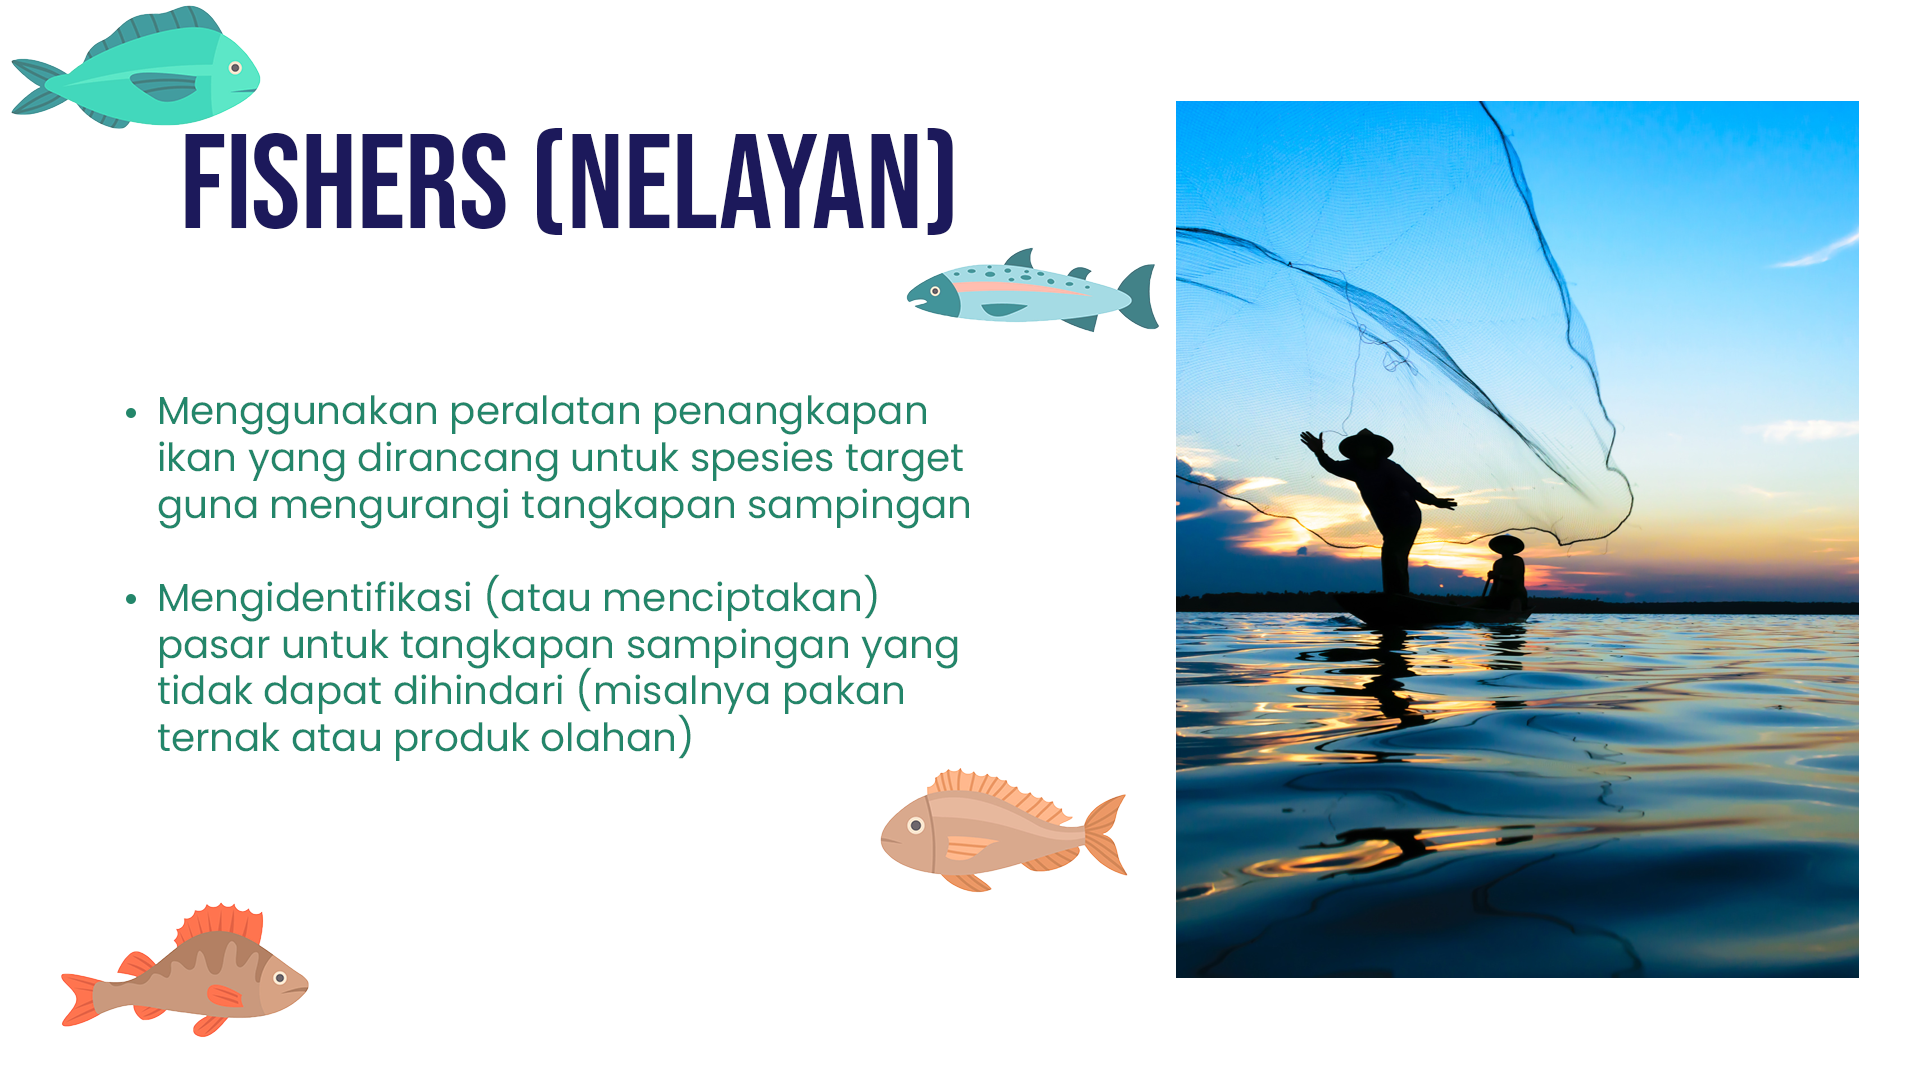 FISHERS (NELAYAN)
• Menggunakan peralatan penangkapan
ikan yang dirancang untuk spesies target
guna mengurangi tangkapan sampingan
• Mengidentifikasi (atau menciptakan)
pasar untuk tangkapan sampingan yang
tidak dapat dihindari (misalnya pakan
ternak atau produk olahan)